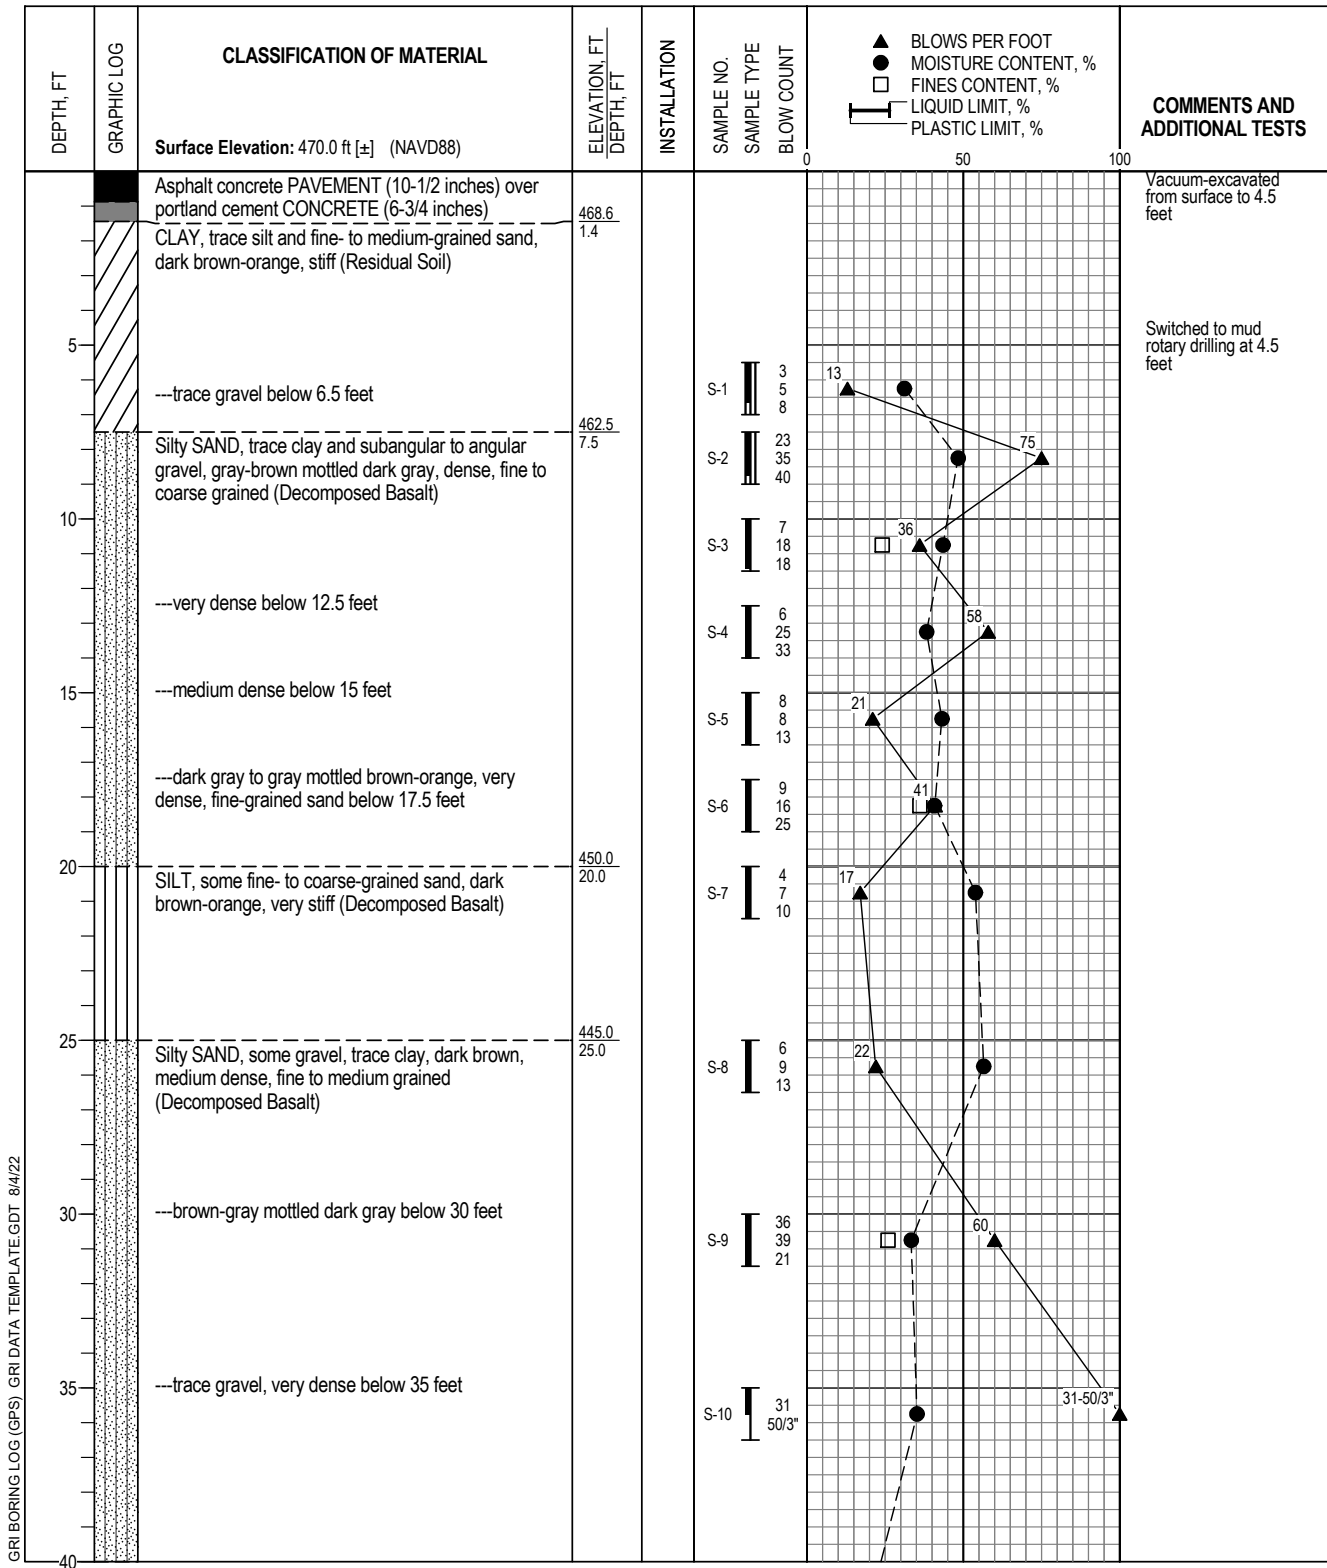 DEPTH, FT
GRAPHIC LOG
CLASSIFICATION OF MATERIAL
Surface Elevation: 470.0 ft [±] (NAVD88)
ELEVATION, FT
DEPTH, FT
INSTALLATION
SAMPLE NO.
SAMPLE TYPE
BLOW COUNT
BLOWS PER FOOT
MOISTURE CONTENT, %
FINES CONTENT, %
LIQUID LIMIT, %
PLASTIC LIMIT, %
0 50 100
COMMENTS AND
ADDITIONAL TESTS
Asphalt concrete PAVEMENT (10-1/2 inches) over
portland cement CONCRETE (6-3/4 inches)
468.6
1.4
Vacuum-excavated
from surface to 4.5
feet
CLAY, trace silt and fine- to medium-grained sand,
dark brown-orange, stiff (Residual Soil)
Switched to mud
rotary drilling at 4.5
feet
5
---trace gravel below 6.5 feet
S-1
3
5
8
13
462.5
7.5
Silty SAND, trace clay and subangular to angular
gravel, gray-brown mottled dark gray, dense, fine to
coarse grained (Decomposed Basalt)
S-2
23
35
40
75
10
S-3
7
18
18
36
---very dense below 12.5 feet
S-4
6
25
33
58
15
---medium dense below 15 feet
S-5
8
8
13
21
---dark gray to gray mottled brown-orange, very
dense, fine-grained sand below 17.5 feet
S-6
9
16
25
41
20
450.0
20.0
SILT, some fine- to coarse-grained sand, dark
brown-orange, very stiff (Decomposed Basalt)
S-7
4
7
10
17
25
445.0
25.0
Silty SAND, some gravel, trace clay, dark brown,
medium dense, fine to medium grained
(Decomposed Basalt)
S-8
6
9
13
22
30
---brown-gray mottled dark gray below 30 feet
S-9
36
39
21
60
35
---trace gravel, very dense below 35 feet
S-10
31
50/3"
31-50/3"
40
GRI BORING LOG (GPS) GRI DATA TEMPLATE.GDT 8/4/22